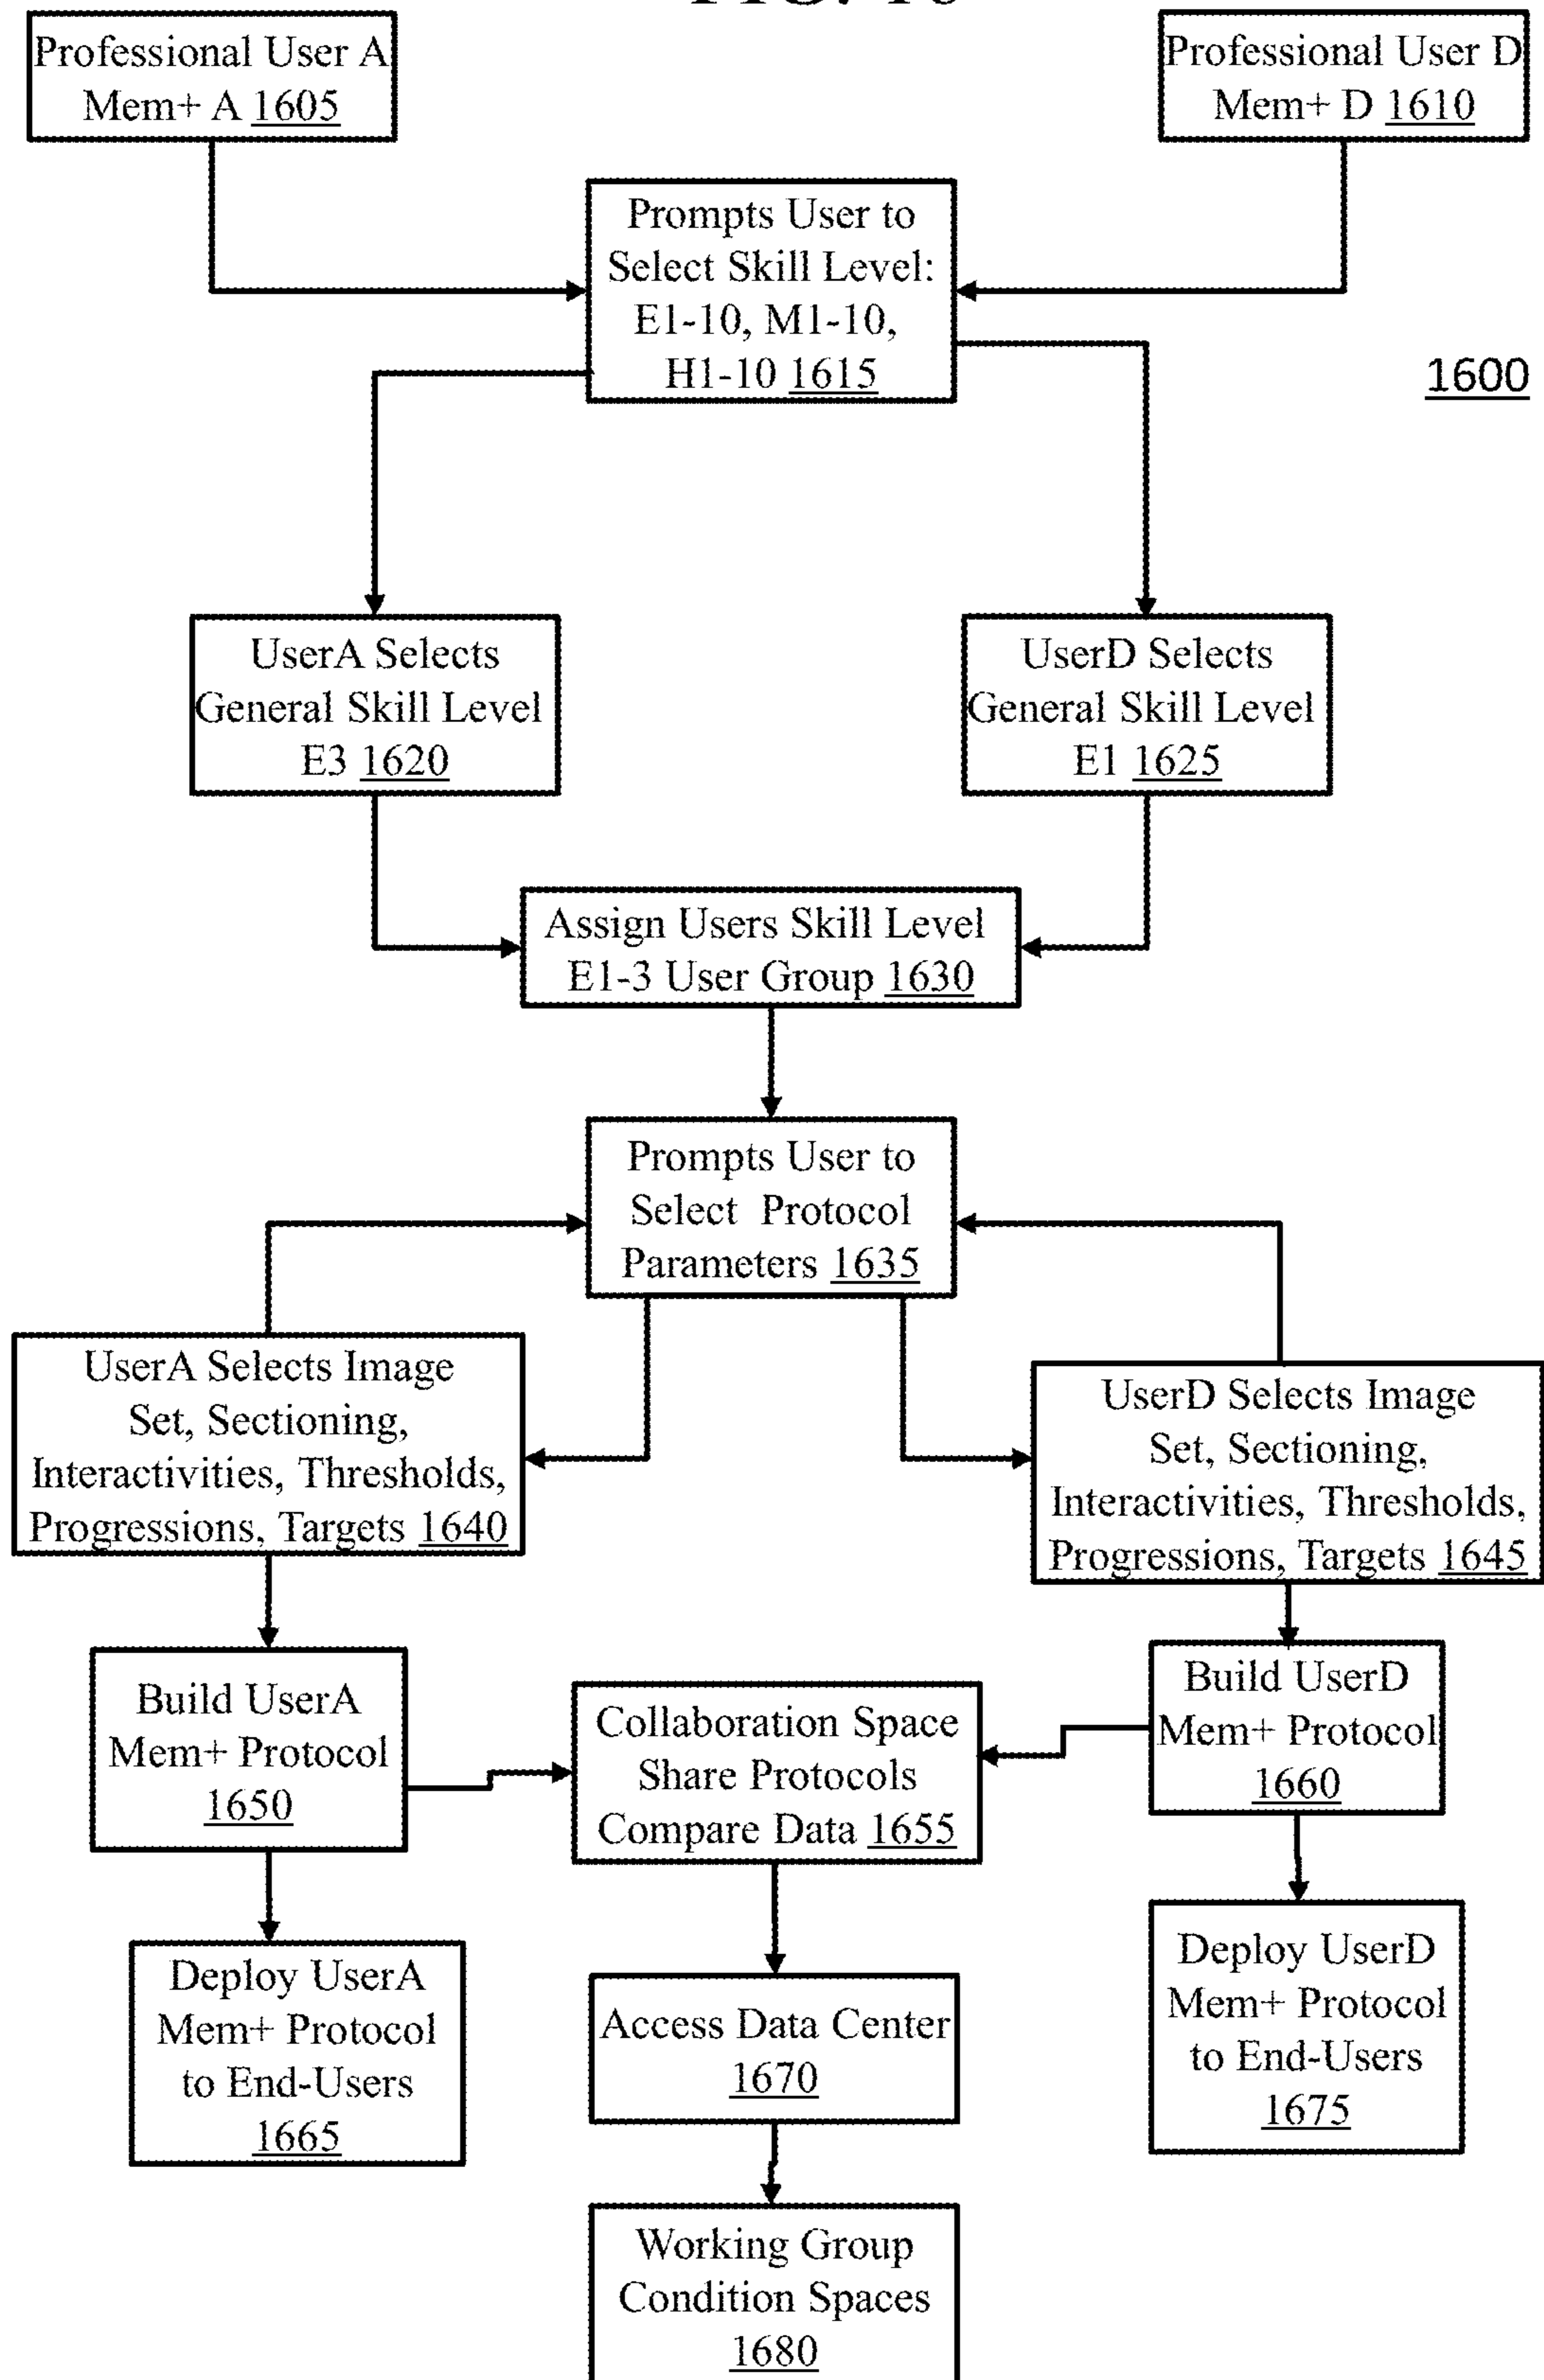 FIG. 16
Professional User A
Mem+ A 1605
Professional User D
Mem+ D 1610
Prompts User to
Select Skill Level:
E1-10, M1-10,
H1-10 1615
1600
UserA Selects
General Skill Level
E3 1620
UserD Selects
General Skill Level
E1 1625
Assign Users Skill Level
E1-3 User Group 1630
Prompts User to
Select Protocol
Parameters 1635
UserA Selects Image
Set, Sectioning,
Interactivities, Thresholds,
Progressions, Targets 1640
UserD Selects Image
Set, Sectioning,
Interactivities, Thresholds,
Progressions, Targets 1645
Build UserA
Mem+ Protocol
1650
Collaboration Space
Share Protocols
Compare Data 1655
Build UserD
Mem+ Protocol
1660
Deploy UserA
Mem+ Protocol
to End-Users
1665
Access Data Center
1670
Deploy UserD
Mem+ Protocol
to End-Users
1675
Working Group
Condition Spaces
1680